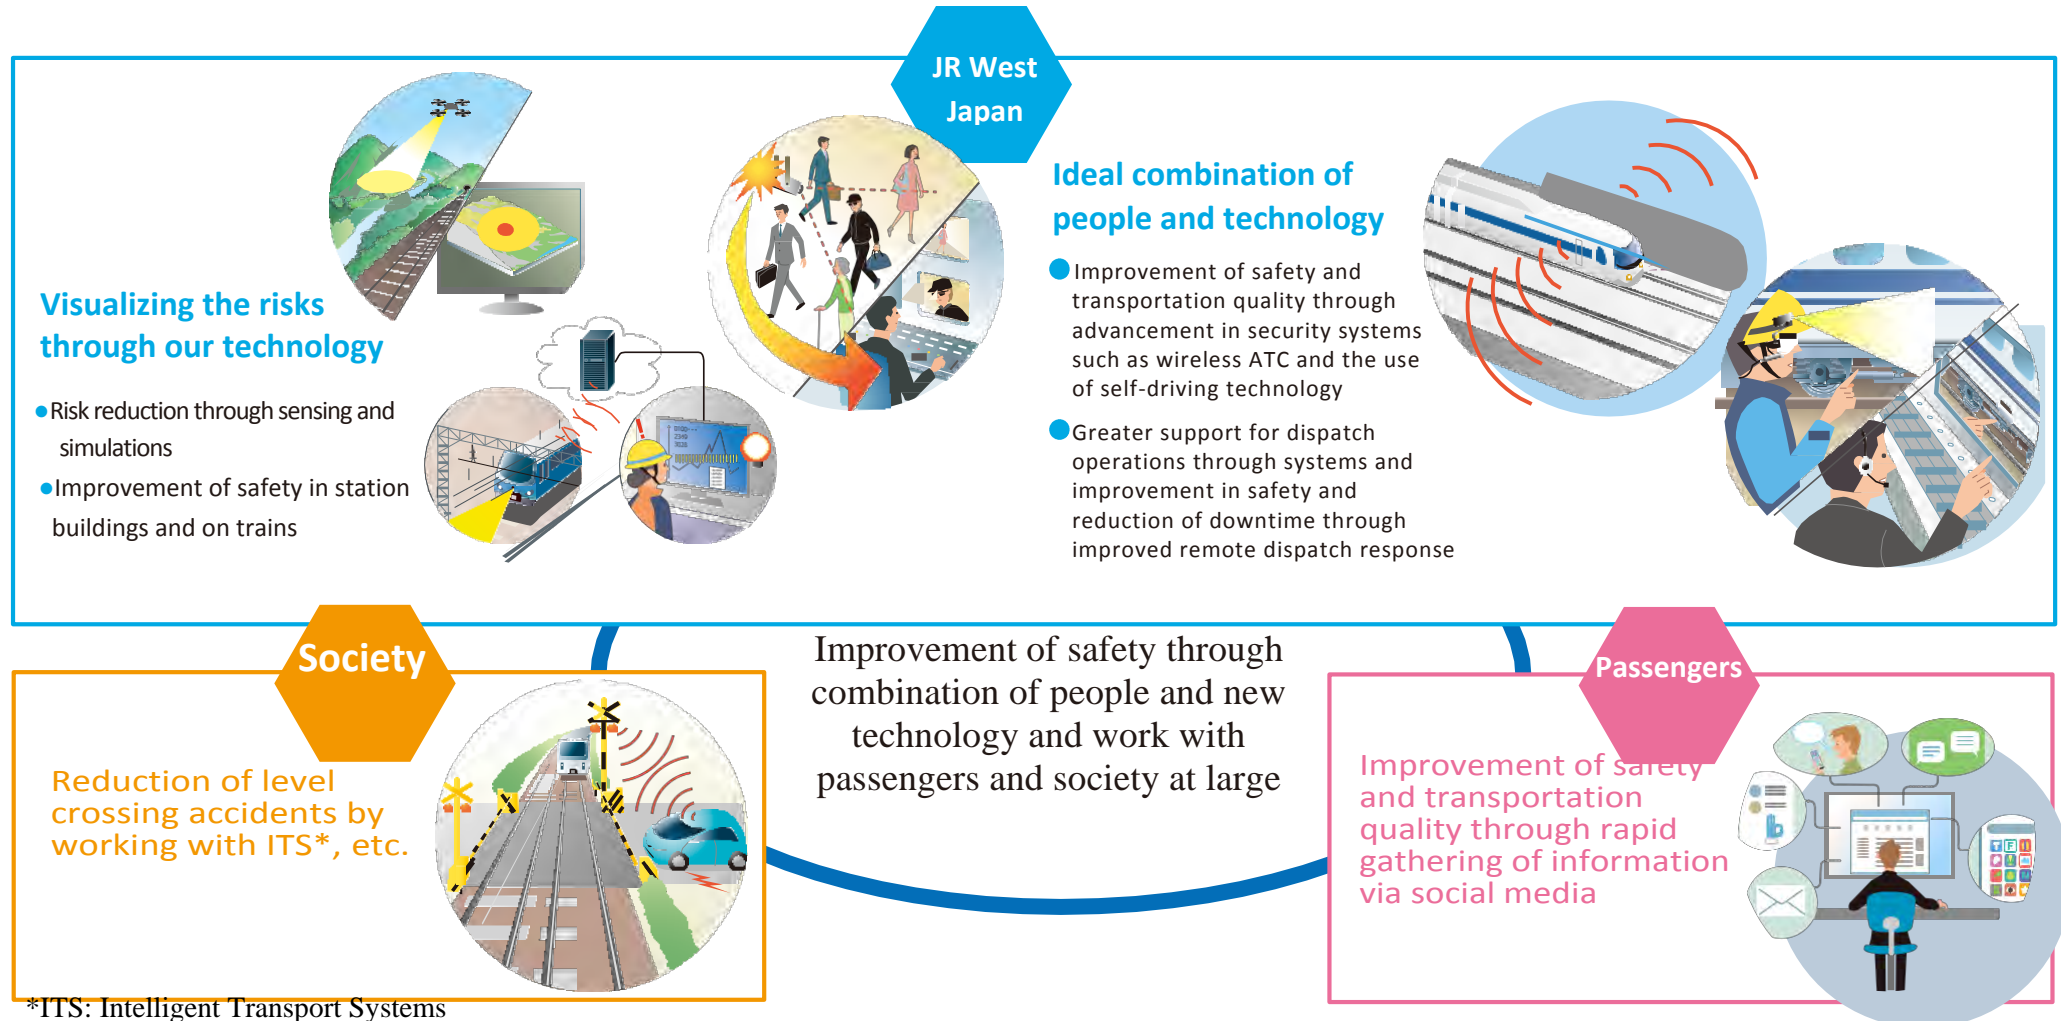 JR West
Japan
Visualizing the risks
through our technology
●Risk reduction through sensing and
simulations
●Improvement of safety in station
buildings and on trains
Ideal combination of
people and technology
●Improvement of safety and
transportation quality through
advancement in security systems
such as wireless ATC and the use
of self-driving technology
●Greater support for dispatch
operations through systems and
improvement in safety and
reduction of downtime through
improved remote dispatch response
Society
Reduction of level
crossing accidents by
working with ITS*, etc.
Improvement of safety through
combination of people and new
technology and work with
passengers and society at large
Passengers
Improvement of safety
and transportation
quality through rapid
gathering of information
via social media
*ITS: Intelligent Transport Systems